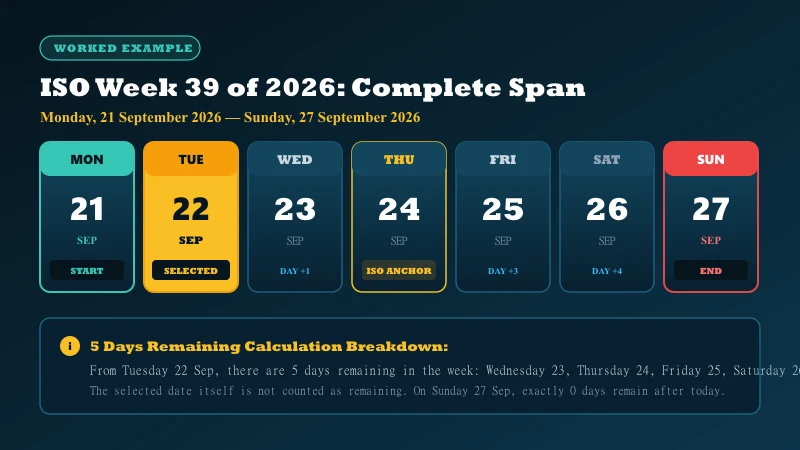 WORKED EXAMPLE
ISO Week 39 of 2026: Complete Span
Monday, 21 September 2026 — Sunday, 27 September 2026
MON TUE WED THU FRI SAT SUN
21 22 23 24 25 26 27
SEP SEP SEP SEP SEP SEP SEP
START SELECTED DAY +1 ISO ANCHOR DAY +3 DAY +4 END
i 5 Days Remaining Calculation Breakdown:
From Tuesday 22 Sep, there are 5 days remaining in the week: Wednesday 23, Thursday 24, Friday 25, Saturday
The selected date itself is not counted as remaining. On Sunday 27 Sep, exactly 0 days remain after today.